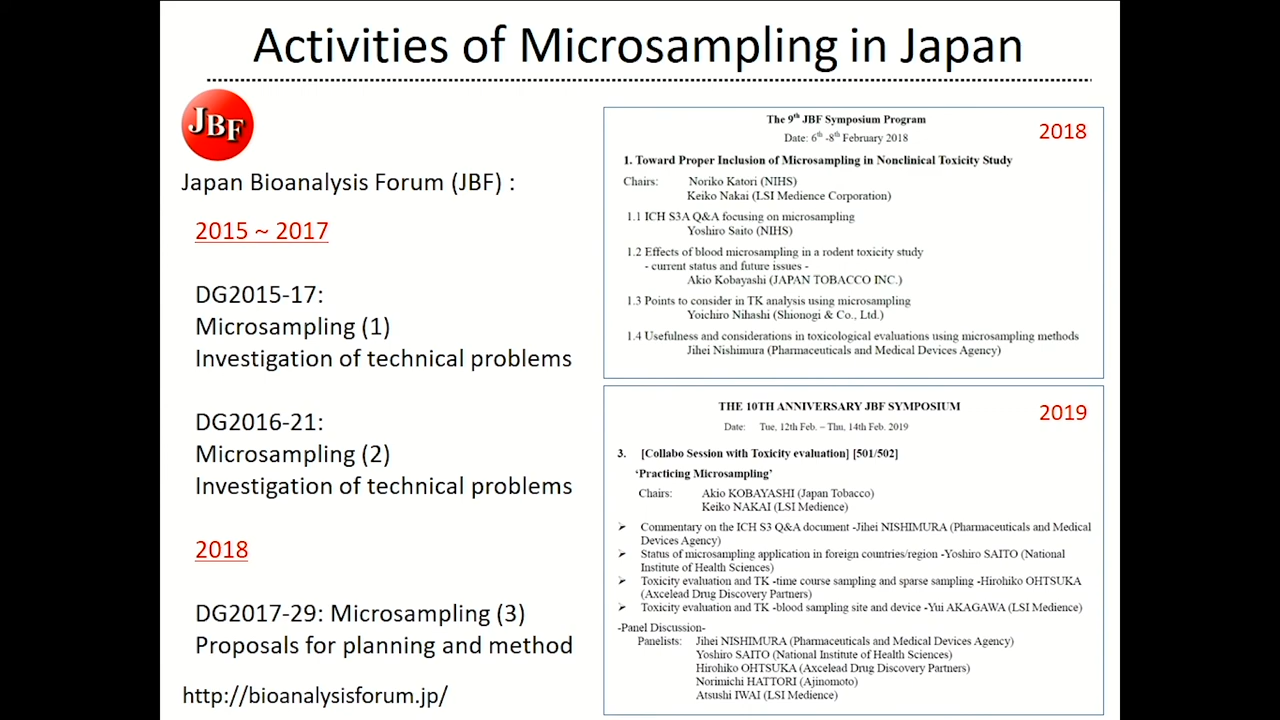 Activities of Microsampling in Japan
JBF
Japan Bioanalysis Forum (JBF) :
2015 ~ 2017
DG2015-17:
Microsampling (1)
Investigation of technical problems
DG2016-21:
Microsampling (2)
Investigation of technical problems
2018
DG2017-29: Microsampling (3)
Proposals for planning and method
http://bioanalysisforum.jp/
The 9th JBF Symposium Program
2018
Date: 6th -8th February 2018
1. Toward Proper Inclusion of Microsampling in Nonclinical Toxicity Study
Chairs: Noriko Katori (NIHS)
Keiko Nakai (LSI Medience Corporation)
1.1 ICH S3A Q&A focusing on microsampling
Yoshiro Saito (NIHS)
1.2 Effects of blood microsampling in a rodent toxicity study
- current status and future issues -
Akio Kobayashi (JAPAN TOBACCO INC.)
1.3 Points to consider in TK analysis using microsampling
Yoichiro Nihashi (Shionogi & Co., Ltd.)
1.4 Usefulness and considerations in toxicological evaluations using microsampling methods
Jihei Nishimura (Pharmaceuticals and Medical Devices Agency)
THE 10TH ANNIVERSARY JBF SYMPOSIUM
2019
Date: Tue, 12th Feb. – Thu, 14th Feb. 2019
3. [Collabo Session with Toxicity evaluation] [501/502]
‘Practicing Microsampling’
Chairs: Akio KOBAYASHI (Japan Tobacco)
Keiko NAKAI (LSI Medience)
➢ Commentary on the ICH S3 Q&A document -Jihei NISHIMURA (Pharmaceuticals and Medical
Devices Agency)
➢ Status of microsampling application in foreign countries/region -Yoshiro SAITO (National
Institute of Health Sciences)
➢ Toxicity evaluation and TK -time course sampling and sparse sampling -Hirohiko OHTSUKA
(Axcelead Drug Discovery Partners)
➢ Toxicity evaluation and TK -blood sampling site and device -Yui AKAGAWA (LSI Medience)
-Panel Discussion-
Panelists: Jihei NISHIMURA (Pharmaceuticals and Medical Devices Agency)
Yoshiro SAITO (National Institute of Health Sciences)
Hirohiko OHTSUKA (Axcelead Drug Discovery Partners)
Norimichi HATTORI (Ajinomoto)
Atsushi IWAI (LSI Medience)